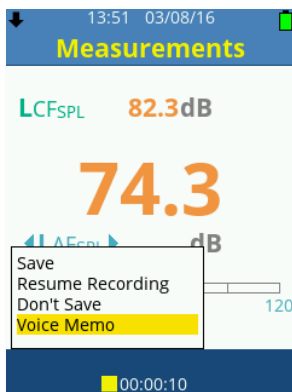 13:51 03/08/16
Measurements
LCFSPL 82.3dB
74.3
LAFSPL dB
Save
Resume Recording
Don't Save
Voice Memo
120
00:00:10